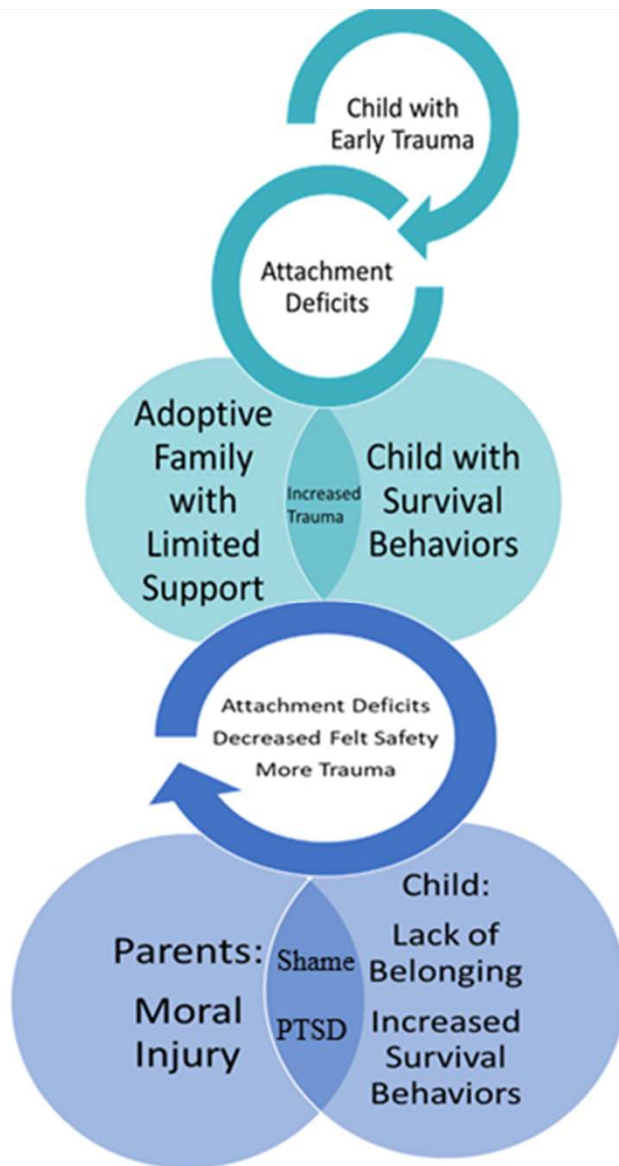 Child with
Early Trauma
Attachment
Deficits
Adoptive
Family
with
Limited
Support
Increased
Trauma
Child with
Survival
Behaviors
Attachment Deficits
Decreased Felt Safety
More Trauma
Parents:
Moral
Injury
Shame
PTSD
Child:
Lack of
Belonging
Increased
Survival
Behaviors